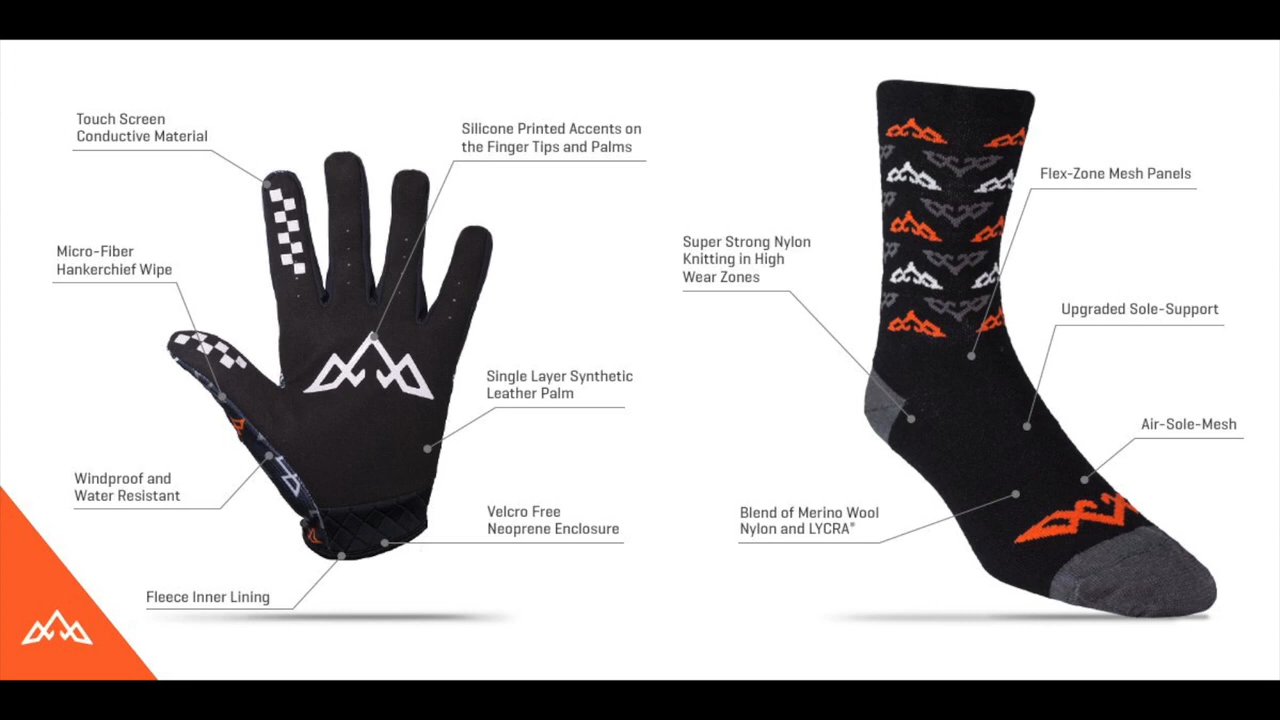 Touch Screen
Conductive Material
Silicone Printed Accents on
the Finger Tips and Palms
Micro-Fiber
Hankerchief Wipe
Single Layer Synthetic
Leather Palm
Windproof and
Water Resistant
Velcro Free
Neoprene Enclosure
Fleece Inner Lining
Flex-Zone Mesh Panels
Super Strong Nylon
Knitting in High
Wear Zones
Upgraded Sole-Support
Air-Sole-Mesh
Blend of Merino Wool
Nylon and LYCRA®